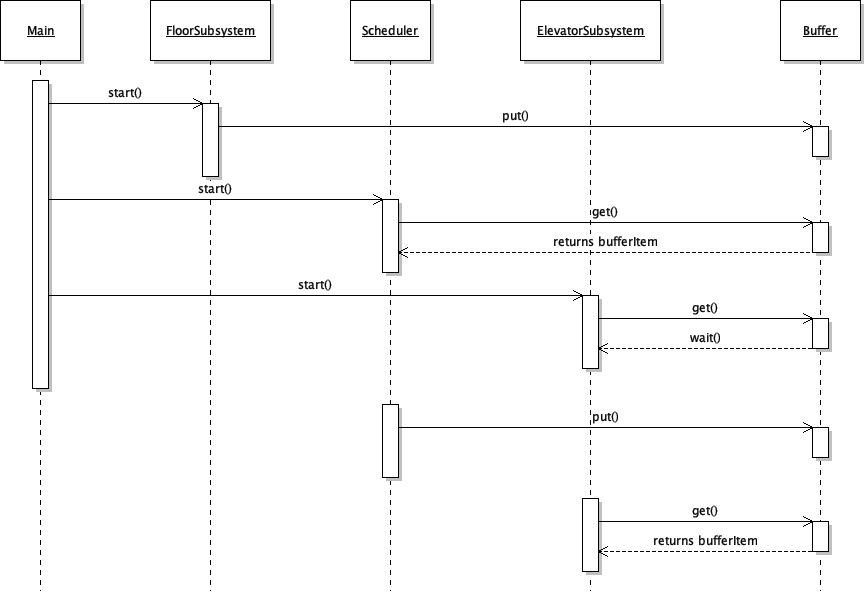 Main
FloorSubsystem
Scheduler
ElevatorSubsystem
Buffer
start()
put()
start()
get()
returns bufferItem
start()
get()
wait()
put()
get()
returns bufferItem